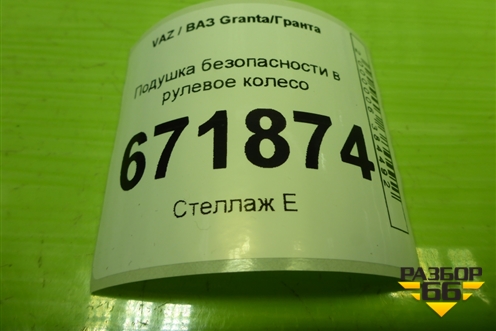 VAZ / ВАЗ Granta/Гранта
Подушка безопасности в
рулевое колесо
671874
Стеллаж Е
РАЗБОР
66